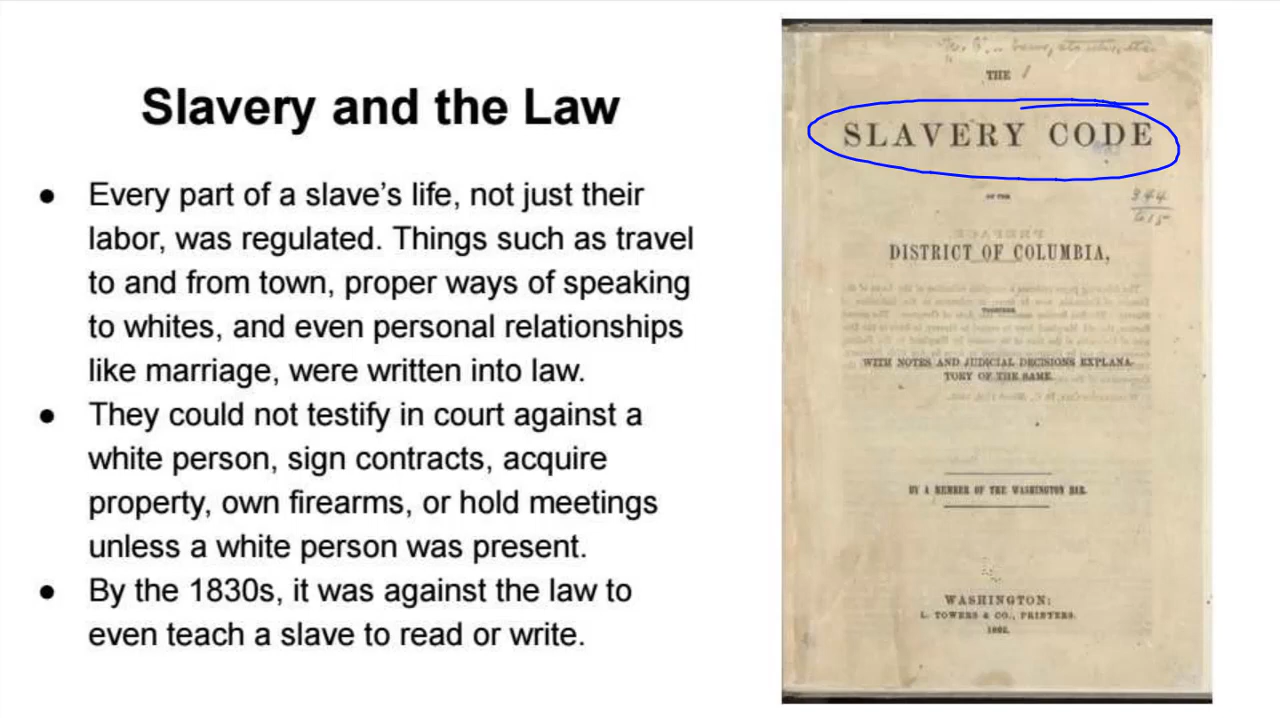 Slavery and the Law
● Every part of a slave's life, not just their
labor, was regulated. Things such as travel
to and from town, proper ways of speaking
to whites, and even personal relationships
like marriage, were written into law.
● They could not testify in court against a
white person, sign contracts, acquire
property, own firearms, or hold meetings
unless a white person was present.
● By the 1830s, it was against the law to
even teach a slave to read or write.
THE
SLAVERY CODE
OF THE
DISTRICT OF COLUMBIA,
TOGETHER
WITH NOTES AND JUDICIAL DECISIONS EXPLANA-
TORY OF THE SAME.
BY A MEMBER OF THE WASHINGTON BAR.
WASHINGTON:
L. TOWERS & CO., PRINTERS.
1862.